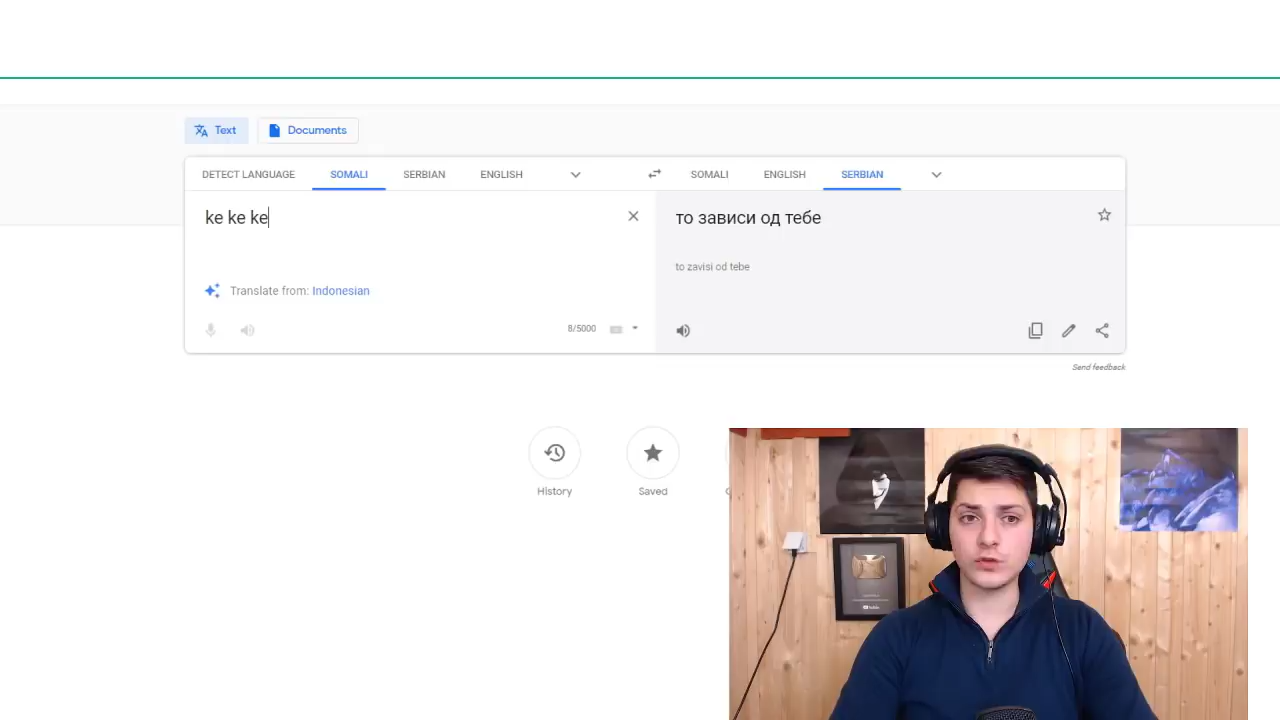 Text
Documents
DETECT LANGUAGE
SOMALI
SERBIAN
ENGLISH
SOMALI
ENGLISH
SERBIAN
ke ke ke
то зависи од тебе
to zavisi od tebe
Translate from: Indonesian
8/5000
Send feedback
History
Saved